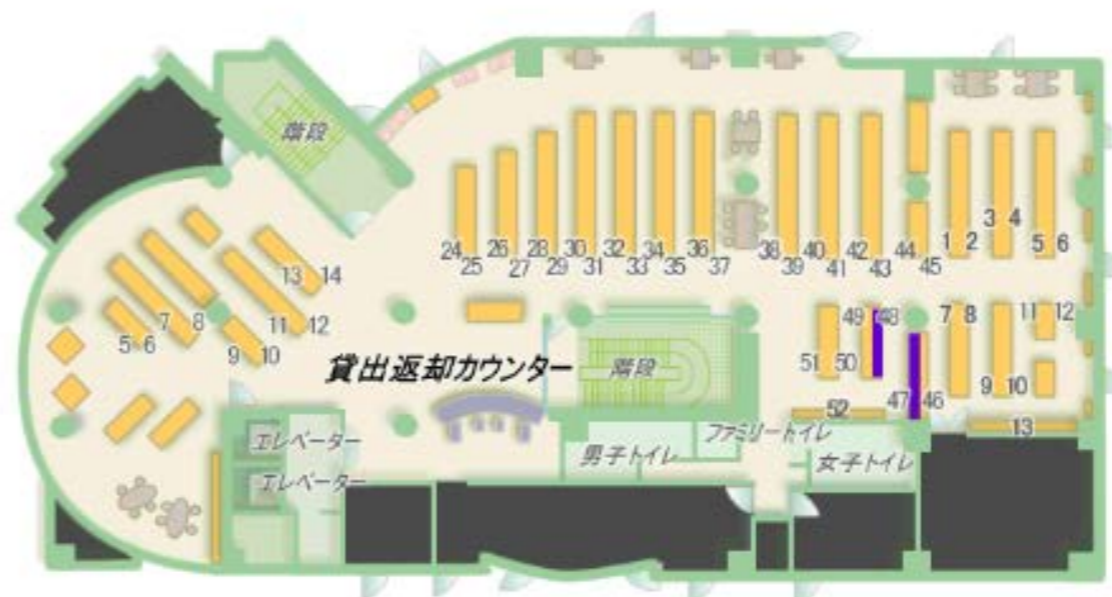 階段
24 25 26 27 28 29 30 31 32 33 34 35 36 37
38 39 40 41 42 43 44 45
1 2 3 4 5 6
13 14
11 12
7 8
5 6
9 10
49 48
51 50
47 46
7 8
11 12
9 10
貸出返却カウンター
階段
52
13
エレベーター
エレベーター
ファミリートイレ
男子トイレ
女子トイレ